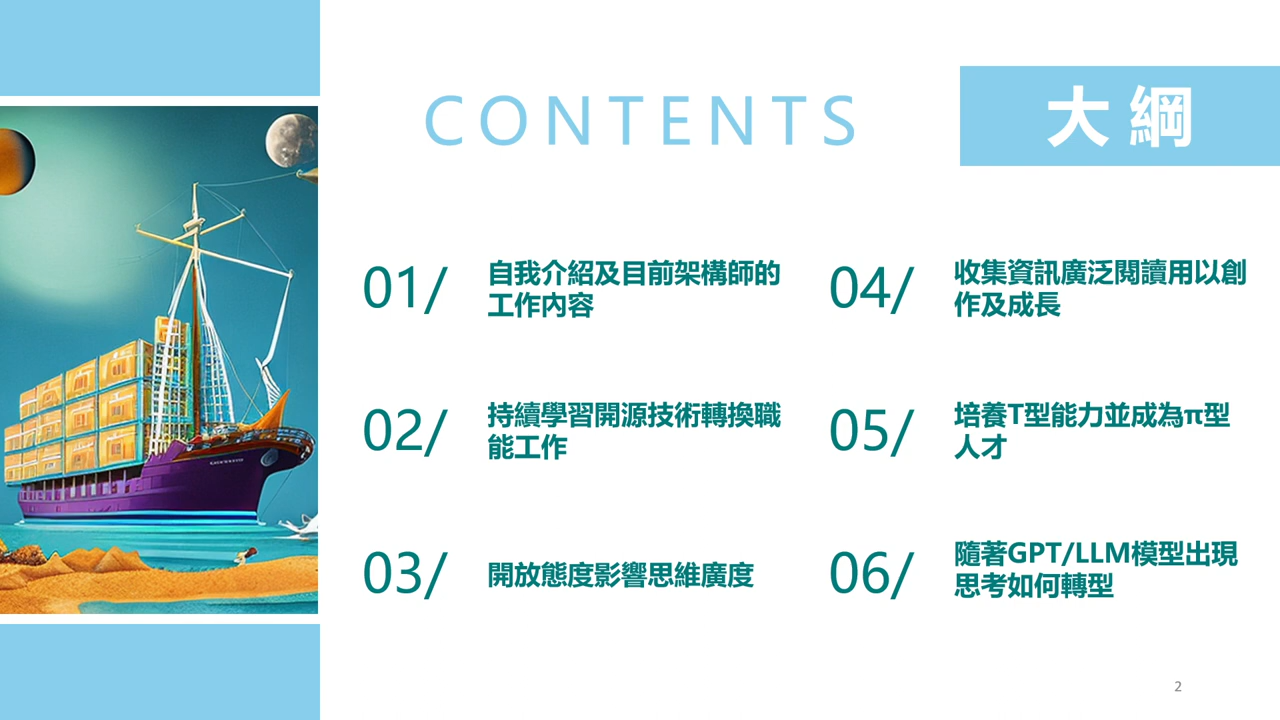 CONTENTS
大綱
01/
自我介紹及目前架構師的
工作內容
02/
持續學習開源技術轉換職
能工作
03/
開放態度影響思維廣度
04/
收集資訊廣泛閱讀用以創
作及成長
05/
培養T型能力並成為π型
人才
06/
隨著GPT/LLM模型出現
思考如何轉型
2